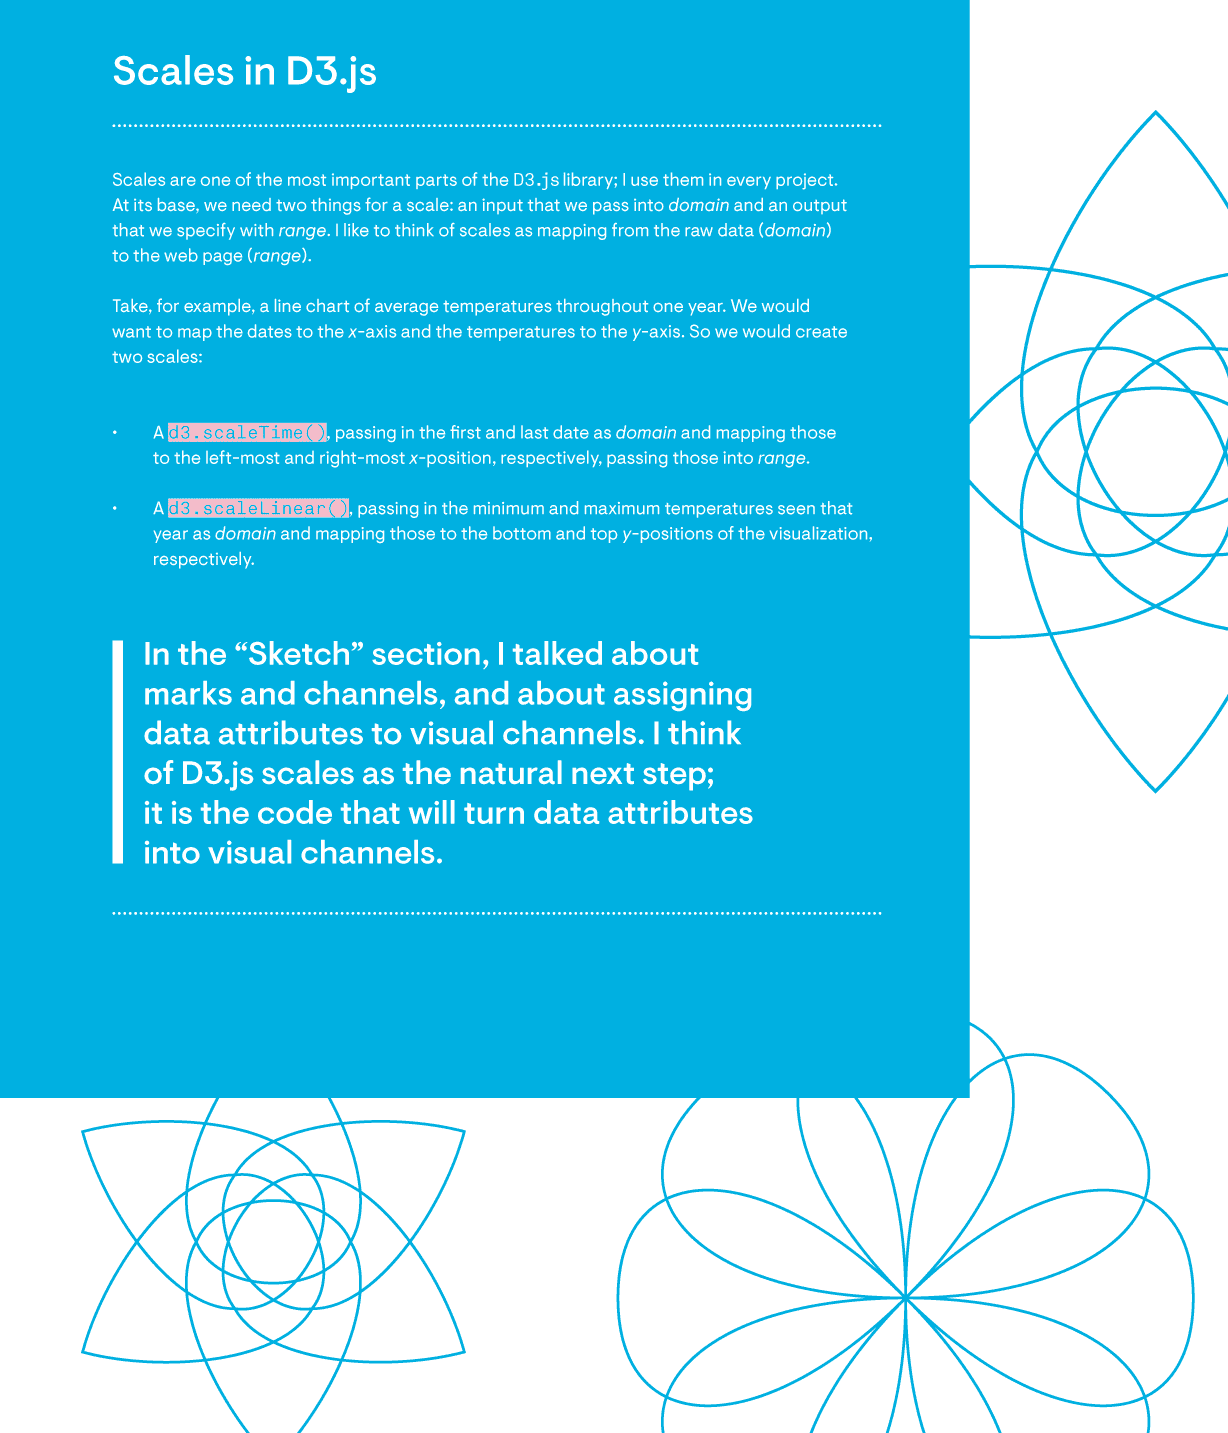 Scales in D3.js
Scales are one of the most important parts of the D3.js library; I use them in every project.
At its base, we need two things for a scale: an input that we pass into domain and an output
that we specify with range. I like to think of scales as mapping from the raw data (domain)
to the web page (range).
Take, for example, a line chart of average temperatures throughout one year. We would
want to map the dates to the x-axis and the temperatures to the y-axis. So we would create
two scales:
• A d3.scaleTime(), passing in the first and last date as domain and mapping those
to the left-most and right-most x-position, respectively, passing those into range.
• A d3.scaleLinear(), passing in the minimum and maximum temperatures seen that
year as domain and mapping those to the bottom and top y-positions of the visualization,
respectively.
In the “Sketch” section, I talked about
marks and channels, and about assigning
data attributes to visual channels. I think
of D3.js scales as the natural next step;
it is the code that will turn data attributes
into visual channels.